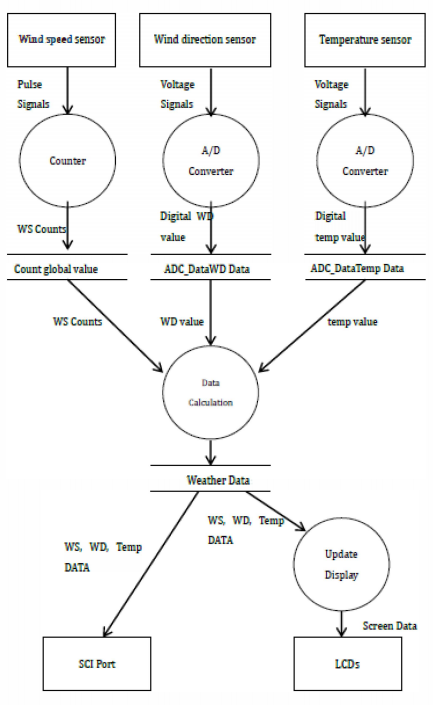 Wind speed sensor
Wind direction sensor
Temperature sensor
Pulse
Signals
Voltage
Signals
Voltage
Signals
Counter
A/D
Converter
A/D
Converter
WS Counts
Digital WD
value
Digital
temp value
Count global value
ADC_DataWD Data
ADC_DataTemp Data
WS Counts
WD value
temp value
Data
Calculation
Weather Data
WS, WD, Temp
DATA
WS, WD, Temp
DATA
Update
Display
Screen Data
SCI Port
LCDs